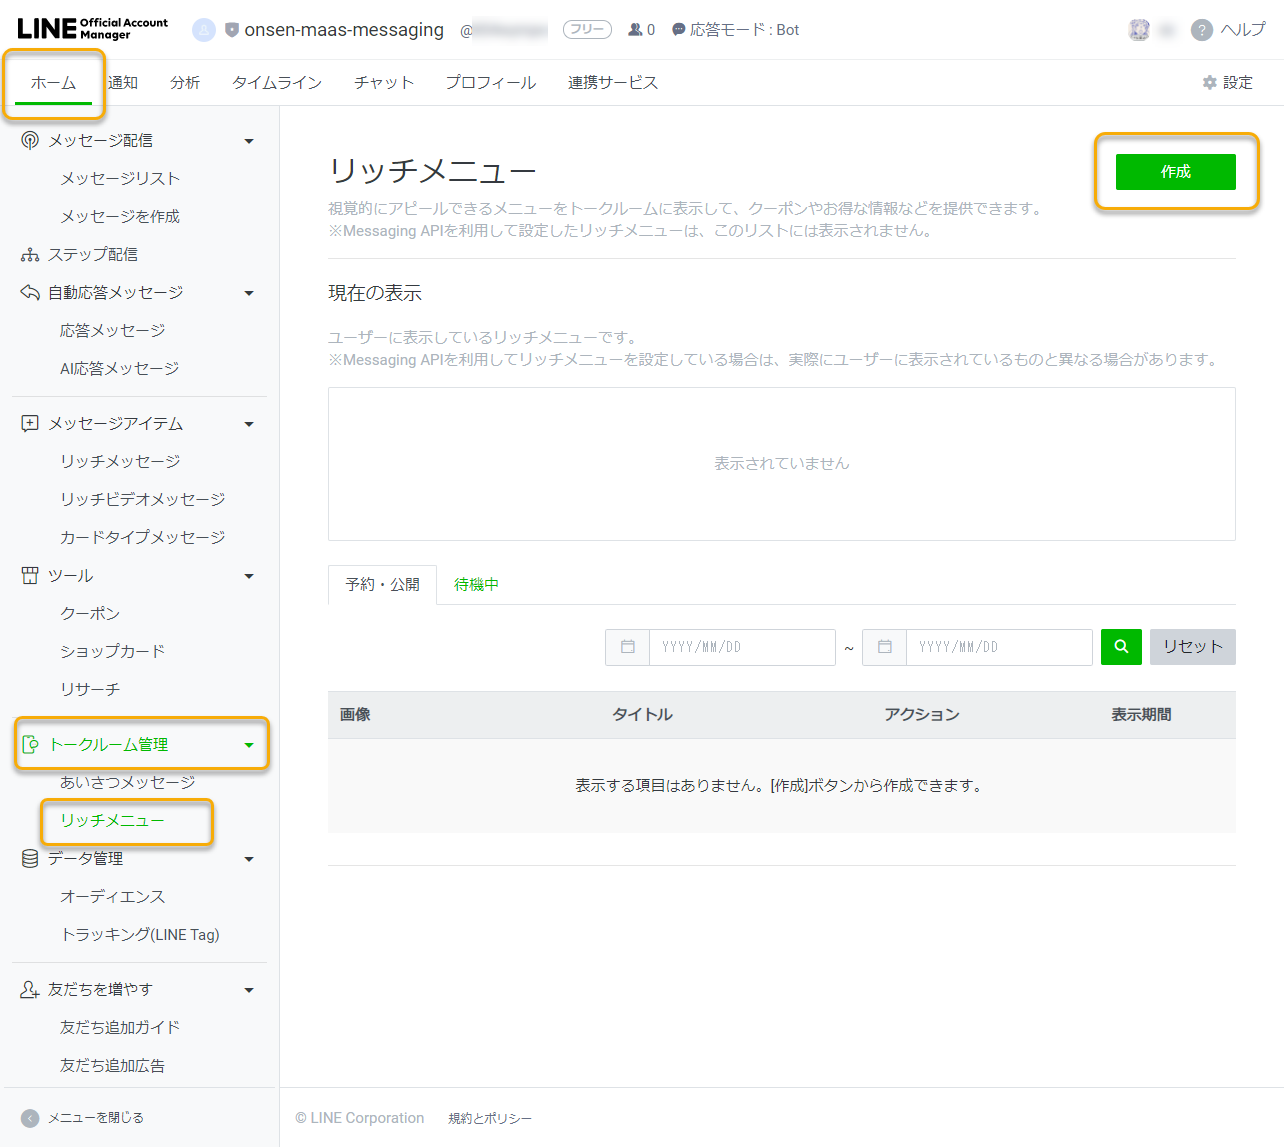 LINE Official Account Manager
onsen-maas-messaging
@
フリー
0
応答モード : Bot
? ヘルプ
ホーム 通知 分析 タイムライン チャット プロフィール 連携サービス
設定
メッセージ配信
メッセージリスト
メッセージを作成
ステップ配信
自動応答メッセージ
応答メッセージ
AI応答メッセージ
メッセージアイテム
リッチメッセージ
リッチビデオメッセージ
カードタイプメッセージ
ツール
クーポン
ショップカード
リサーチ
トークルーム管理
あいさつメッセージ
リッチメニュー
データ管理
オーディエンス
トラッキング(LINE Tag)
友だちを増やす
友だち追加ガイド
友だち追加広告
メニューを閉じる
リッチメニュー
作成
視覚的にアピールできるメニューをトークルームに表示して、クーポンやお得な情報などを提供できます。
※Messaging APIを利用して設定したリッチメニューは、このリストには表示されません。
現在の表示
ユーザーに表示しているリッチメニューです。
※Messaging APIを利用してリッチメニューを設定している場合は、実際にユーザーに表示されているものと異なる場合があります。
表示されていません
予約・公開 待機中
YYYY/MM/DD ~ YYYY/MM/DD リセット
画像 タイトル アクション 表示期間
表示する項目はありません。[作成]ボタンから作成できます。
© LINE Corporation 規約とポリシー